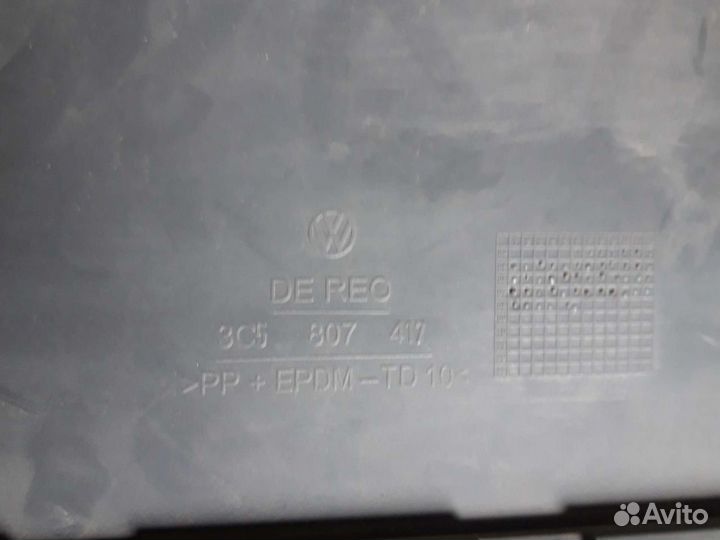 DE REO
3C5 807 417
>PP + EPDM-TD 10<
Avito